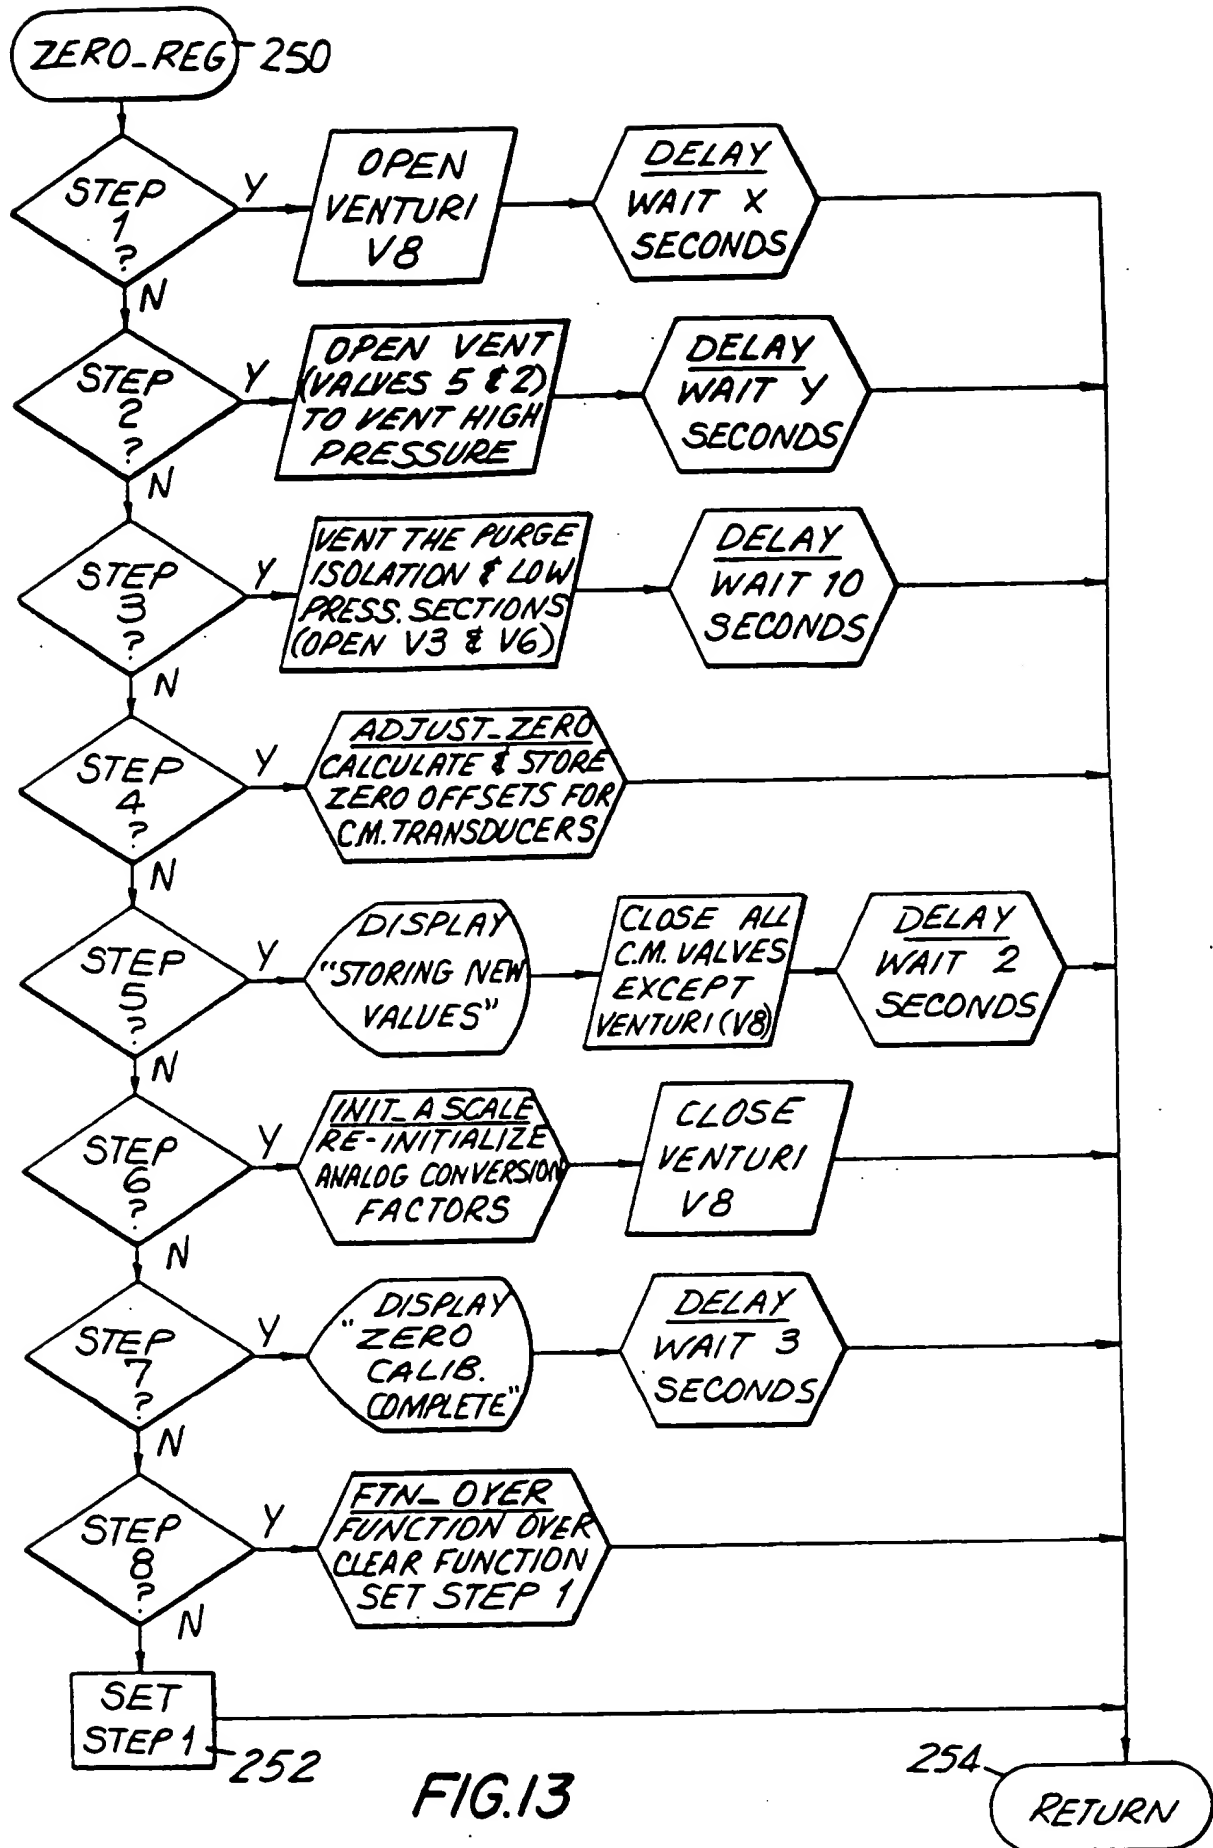 ZERO_REG
250
STEP
1
?
Y
OPEN
VENTURI
V8
DELAY
WAIT X
SECONDS
N
STEP
2
?
Y
OPEN VENT
(VALVES 5 & 2)
TO VENT HIGH
PRESSURE
DELAY
WAIT Y
SECONDS
N
STEP
3
?
Y
VENT THE PURGE
ISOLATION & LOW
PRESS. SECTIONS
(OPEN V3 & V6)
DELAY
WAIT 10
SECONDS
N
STEP
4
?
Y
ADJUST_ZERO
CALCULATE & STORE
ZERO OFFSETS FOR
C.M. TRANSDUCERS
N
STEP
5
?
Y
DISPLAY
"STORING NEW
VALUES"
CLOSE ALL
C.M. VALVES
EXCEPT
VENTURI (V8)
DELAY
WAIT 2
SECONDS
N
STEP
6
?
Y
INIT_A SCALE
RE-INITIALIZE
ANALOG CONVERSION
FACTORS
CLOSE
VENTURI
V8
N
STEP
7
?
Y
DISPLAY
"ZERO
CALIB.
COMPLETE"
DELAY
WAIT 3
SECONDS
N
STEP
8
?
Y
FTN_OVER
FUNCTION OVER
CLEAR FUNCTION
SET STEP 1
N
SET
STEP 1
252
FIG.13
254
RETURN